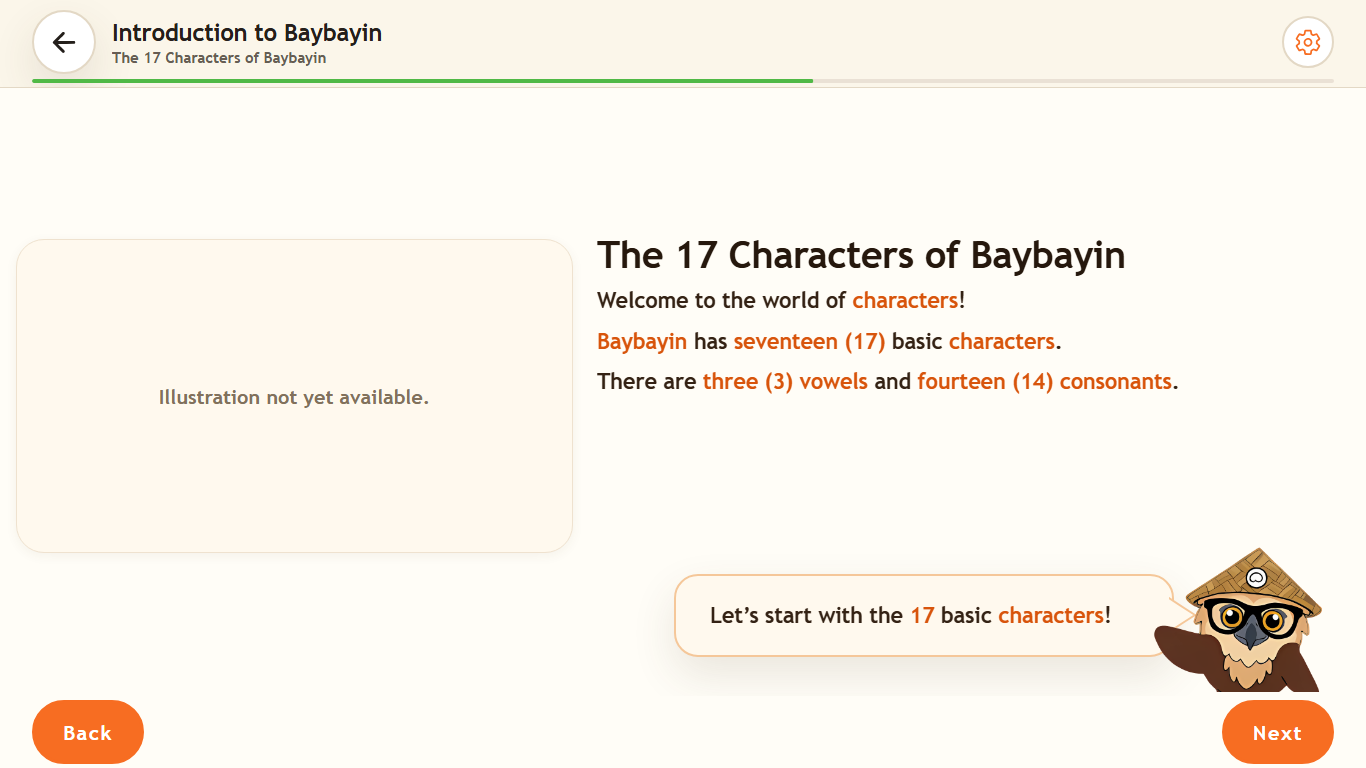 Introduction to Baybayin
The 17 Characters of Baybayin
Illustration not yet available.
The 17 Characters of Baybayin
Welcome to the world of characters!
Baybayin has seventeen (17) basic characters.
There are three (3) vowels and fourteen (14) consonants.
Let’s start with the 17 basic characters!
Back
Next